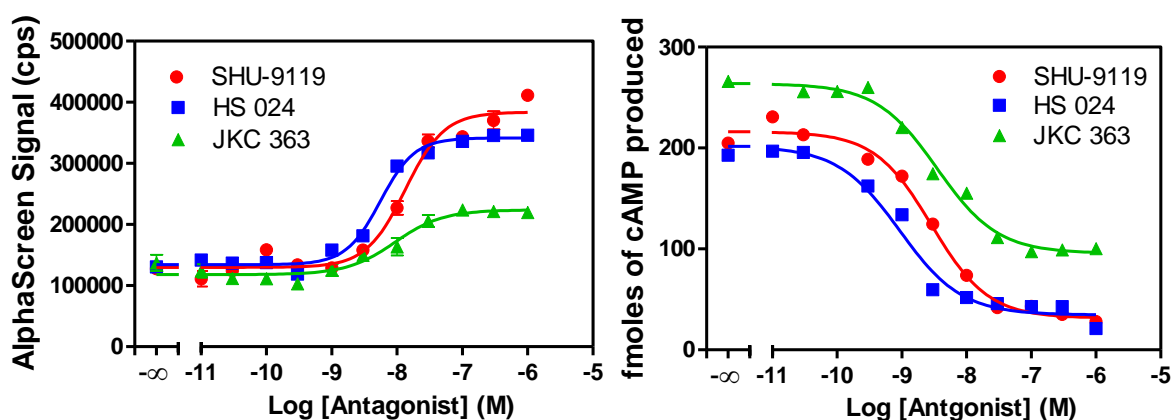 AlphaScreen Signal (cps)
500000
400000
300000
200000
100000
0
SHU-9119
HS 024
JKC 363
-∞ -11 -10 -9 -8 -7 -6 -5
Log [Antagonist] (M)
fmoles of cAMP produced
300
200
100
0
SHU-9119
HS 024
JKC 363
-∞ -11 -10 -9 -8 -7 -6 -5
Log [Antgonist] (M)